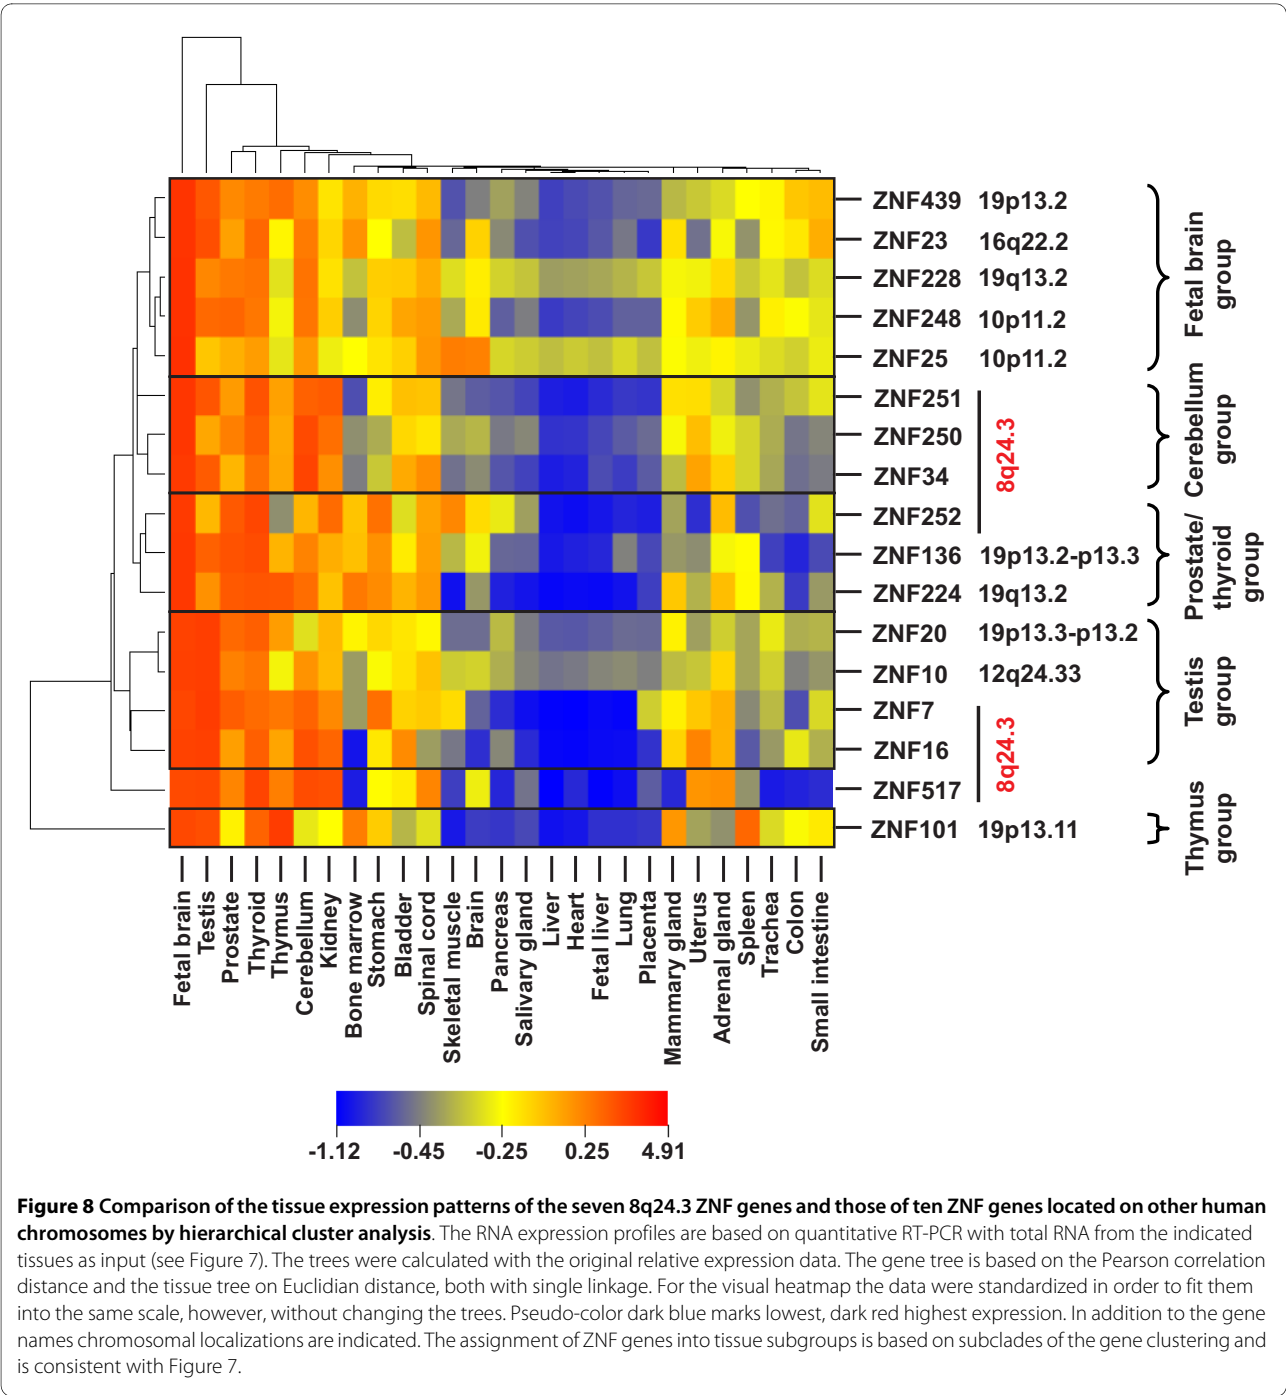 ZNF439 19p13.2
ZNF23 16q22.2
ZNF228 19q13.2
ZNF248 10p11.2
ZNF25 10p11.2
Fetal brain
group
ZNF251
ZNF250
ZNF34
ZNF252
8q24.3
Cerebellum
group
ZNF136 19p13.2-p13.3
ZNF224 19q13.2
Prostate/
thyroid
group
ZNF20 19p13.3-p13.2
ZNF10 12q24.33
ZNF7
ZNF16
ZNF517
8q24.3
Testis
group
ZNF101 19p13.11
Thymus
group
Fetal brain
Testis
Prostate
Thyroid
Thymus
Cerebellum
Kidney
Bone marrow
Stomach
Bladder
Spinal cord
Skeletal muscle
Brain
Pancreas
Salivary gland
Liver
Heart
Fetal liver
Lung
Placenta
Mammary gland
Uterus
Adrenal gland
Spleen
Trachea
Colon
Small intestine
-1.12 -0.45 -0.25 0.25 4.91
Figure 8 Comparison of the tissue expression patterns of the seven 8q24.3 ZNF genes and those of ten ZNF genes located on other human
chromosomes by hierarchical cluster analysis. The RNA expression profiles are based on quantitative RT-PCR with total RNA from the indicated
tissues as input (see Figure 7). The trees were calculated with the original relative expression data. The gene tree is based on the Pearson correlation
distance and the tissue tree on Euclidian distance, both with single linkage. For the visual heatmap the data were standardized in order to fit them
into the same scale, however, without changing the trees. Pseudo-color dark blue marks lowest, dark red highest expression. In addition to the gene
names chromosomal localizations are indicated. The assignment of ZNF genes into tissue subgroups is based on subclades of the gene clustering and
is consistent with Figure 7.